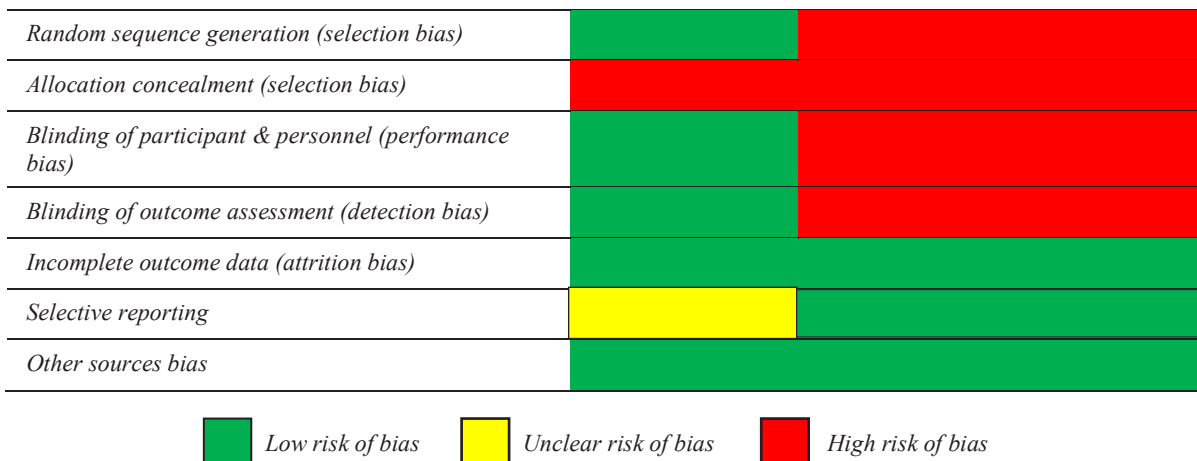 Random sequence generation (selection bias)
Allocation concealment (selection bias)
Blinding of participant & personnel (performance
bias)
Blinding of outcome assessment (detection bias)
Incomplete outcome data (attrition bias)
Selective reporting
Other sources bias
Low risk of bias Unclear risk of bias High risk of bias